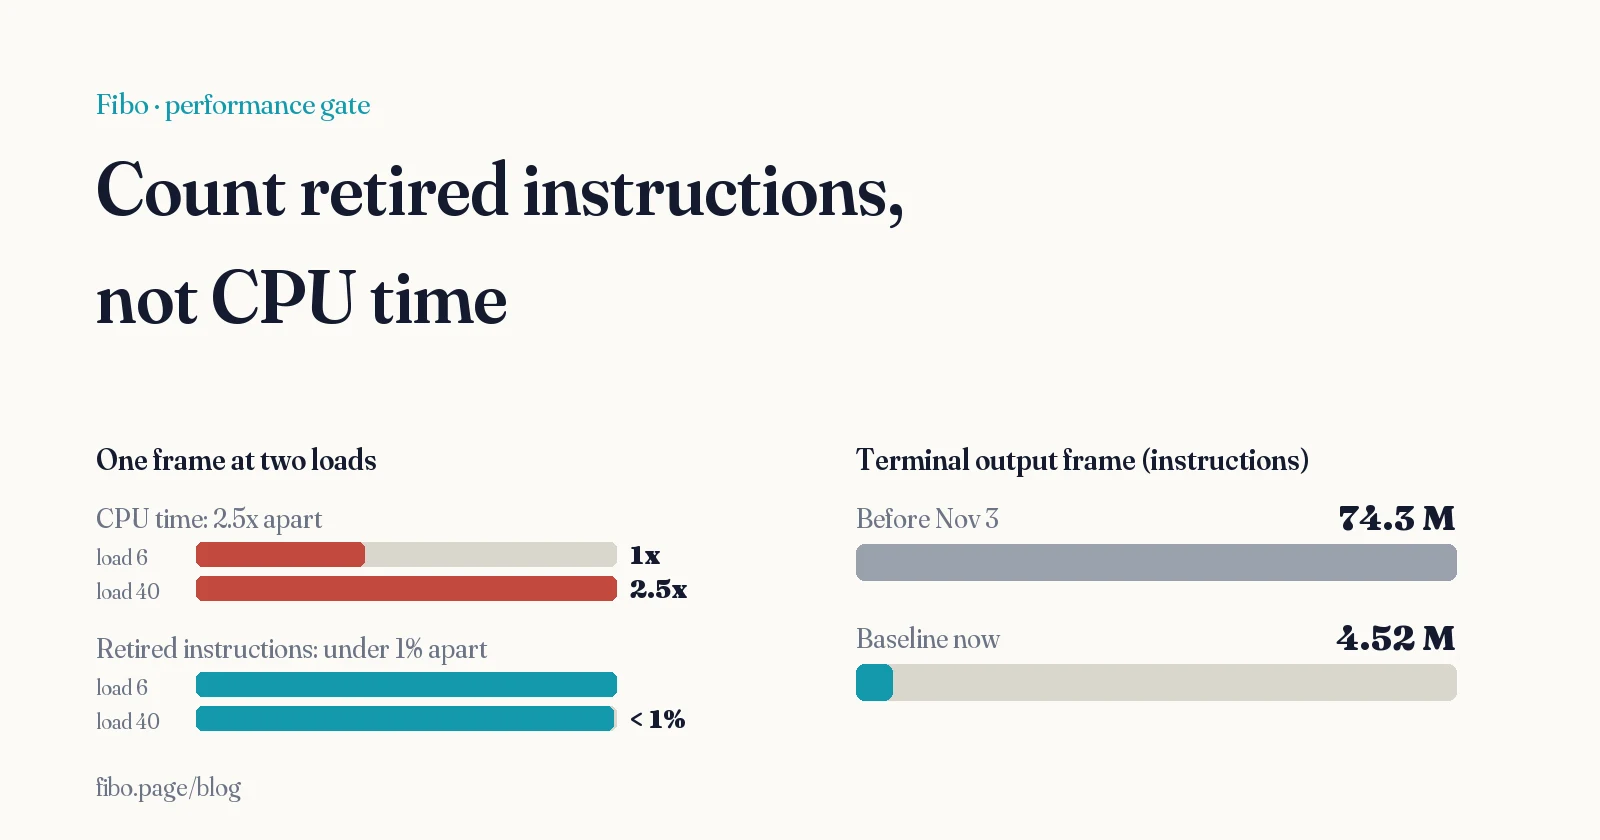 Fibo · performance gate
Count retired instructions,
not CPU time
One frame at two loads
CPU time: 2.5x apart
load 6
1x
load 40
2.5x
Retired instructions: under 1% apart
load 6
load 40
< 1%
Terminal output frame (instructions)
Before Nov 3
74.3 M
Baseline now
4.52 M
fibo.page/blog